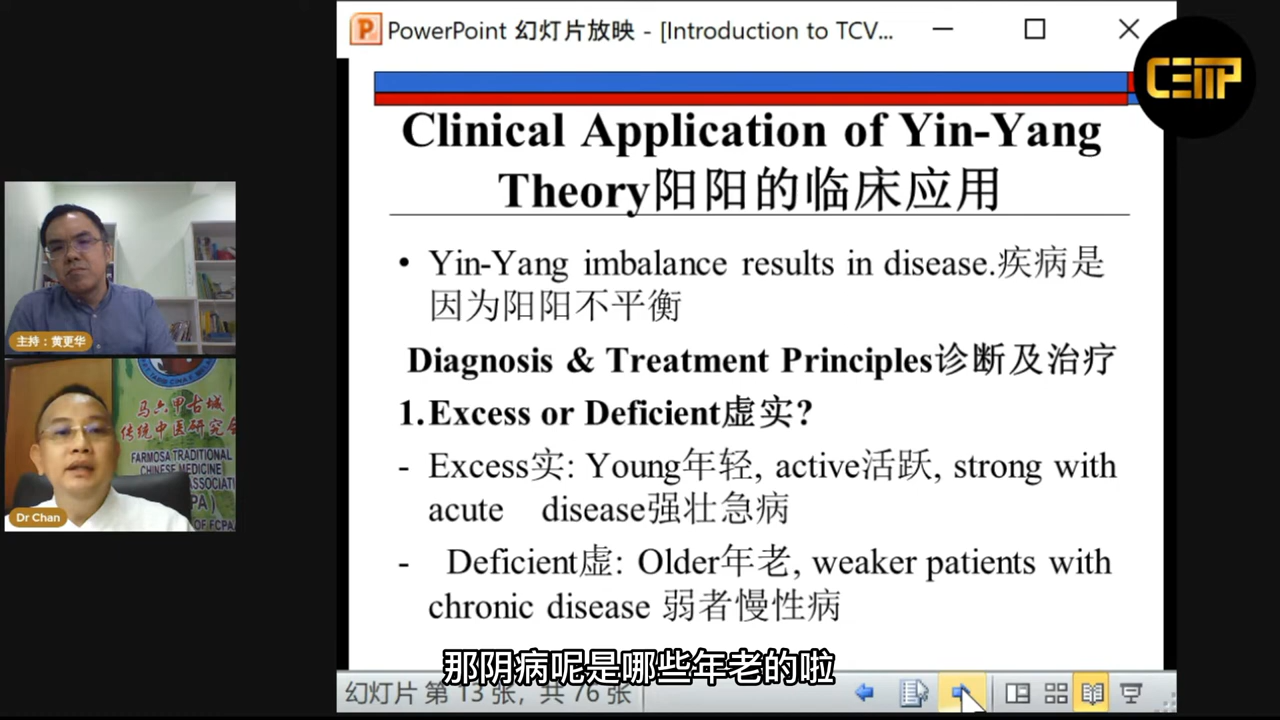 PowerPoint 幻灯片放映 - [Introduction to TCV...
CEMP
Clinical Application of Yin-Yang
Theory阳阳的临床应用
• Yin-Yang imbalance results in disease.疾病是
因为阳阳不平衡
Diagnosis & Treatment Principles诊断及治疗
1.Excess or Deficient虚实?
- Excess实: Young年轻, active活跃, strong with
acute disease强壮急病
- Deficient虚: Older年老, weaker patients with
chronic disease 弱者慢性病
那阴病呢是哪些年老的啦
幻灯片 第 13 张，共 76 张
主持：黄更华
马六甲古城
传统中医研究会
FARMOSA TRADITIONAL
CHINESE MEDICINE
ASSOCIATI
PA )
OF FCPA
Dr Chan